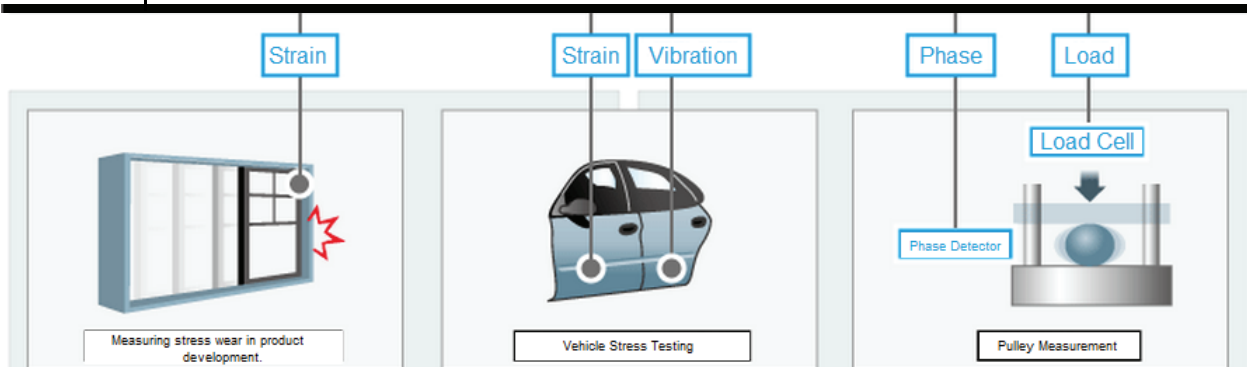 Strain
Strain
Vibration
Phase
Load
Load Cell
Phase Detector
Measuring stress wear in product
development.
Vehicle Stress Testing
Pulley Measurement